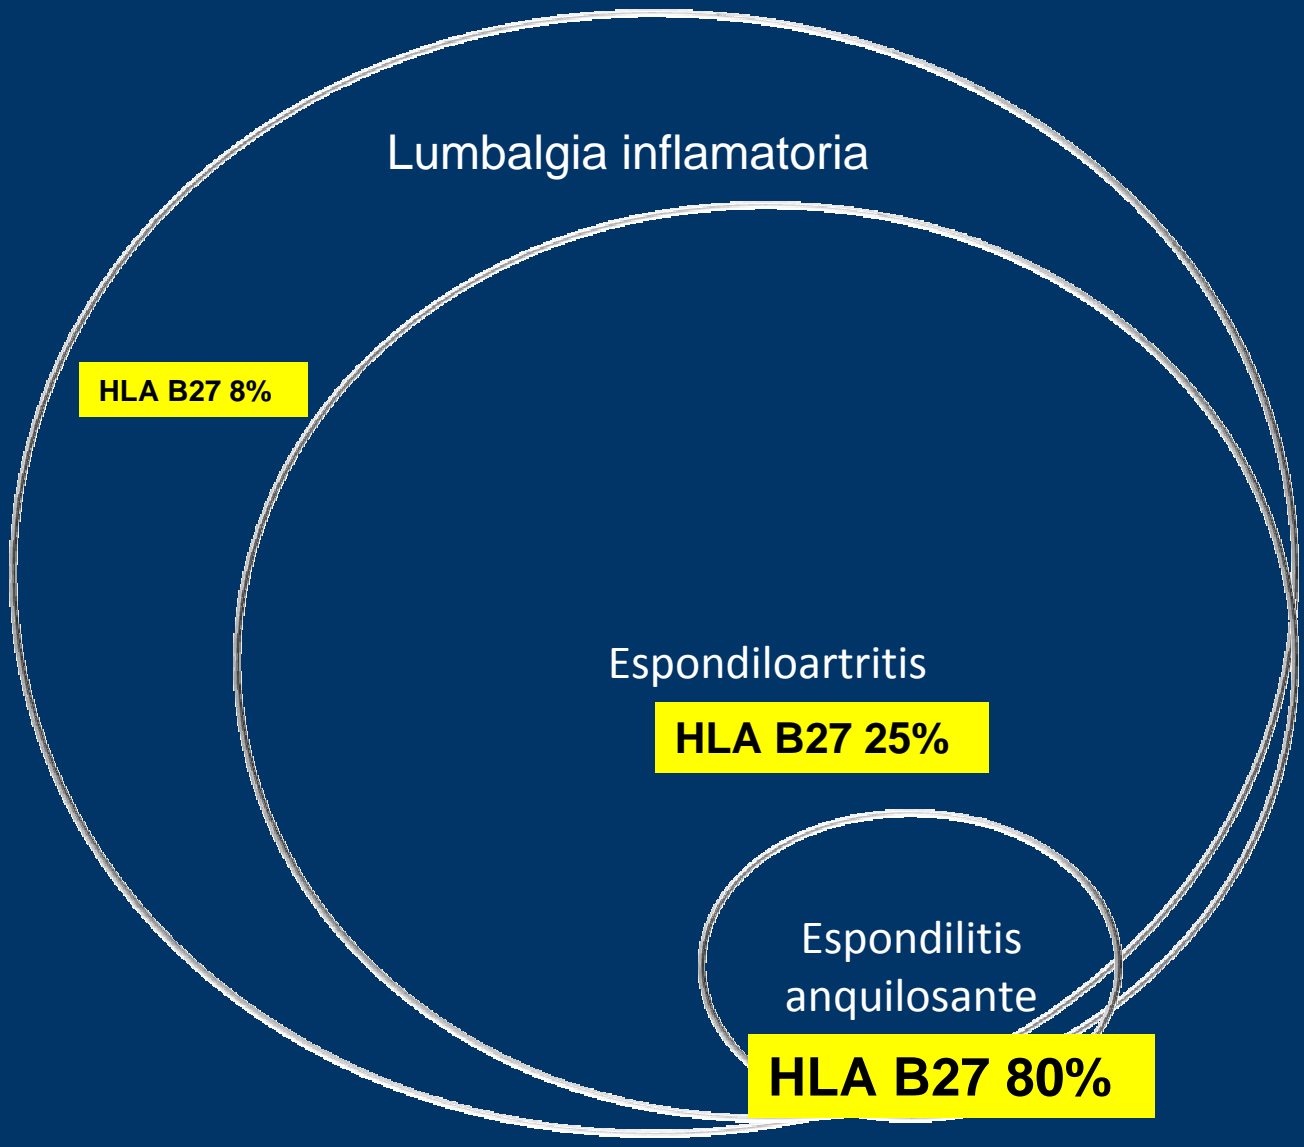 Lumbalgia inflamatoria
HLA B27 8%
Espondiloartritis
HLA B27 25%
Espondilitis
anquilosante
HLA B27 80%